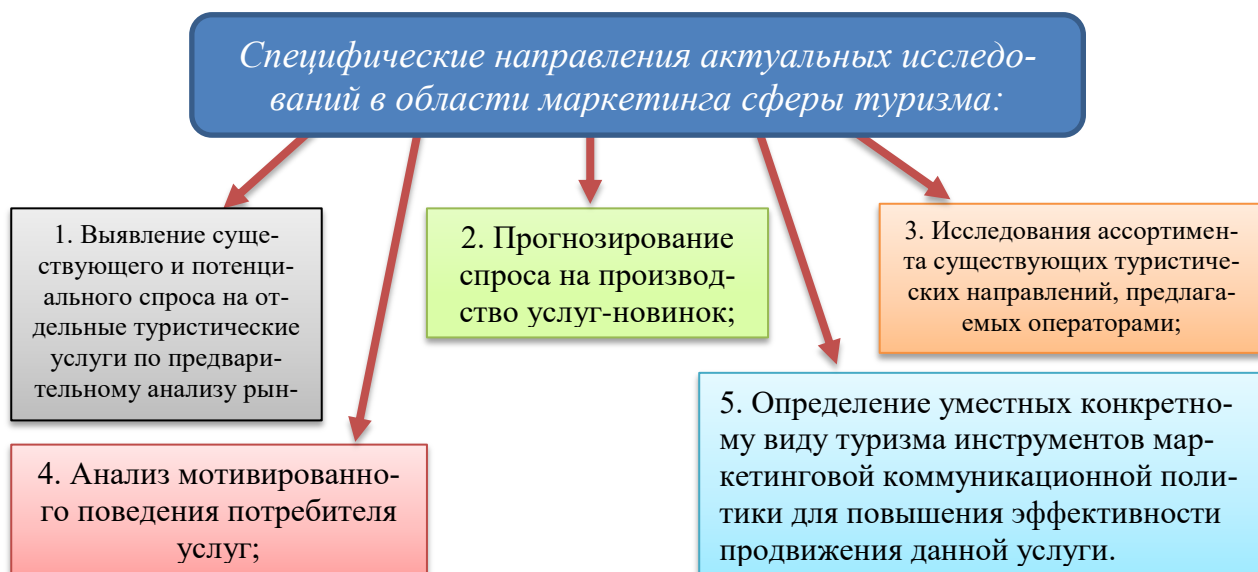 Специфические направления актуальных исследо-
ваний в области маркетинга сферы туризма:
1. Выявление суще-
ствующего и потенци-
ального спроса на от-
дельные туристические
услуги по предвари-
тельному анализу рын-
2. Прогнозирование
спроса на производ-
ство услуг-новинок;
3. Исследования ассортимен-
та существующих туристиче-
ских направлений, предлага-
емых операторами;
4. Анализ мотивированно-
го поведения потребителя
услуг;
5. Определение уместных конкретно-
му виду туризма инструментов мар-
кетинговой коммуникационной поли-
тики для повышения эффективности
продвижения данной услуги.